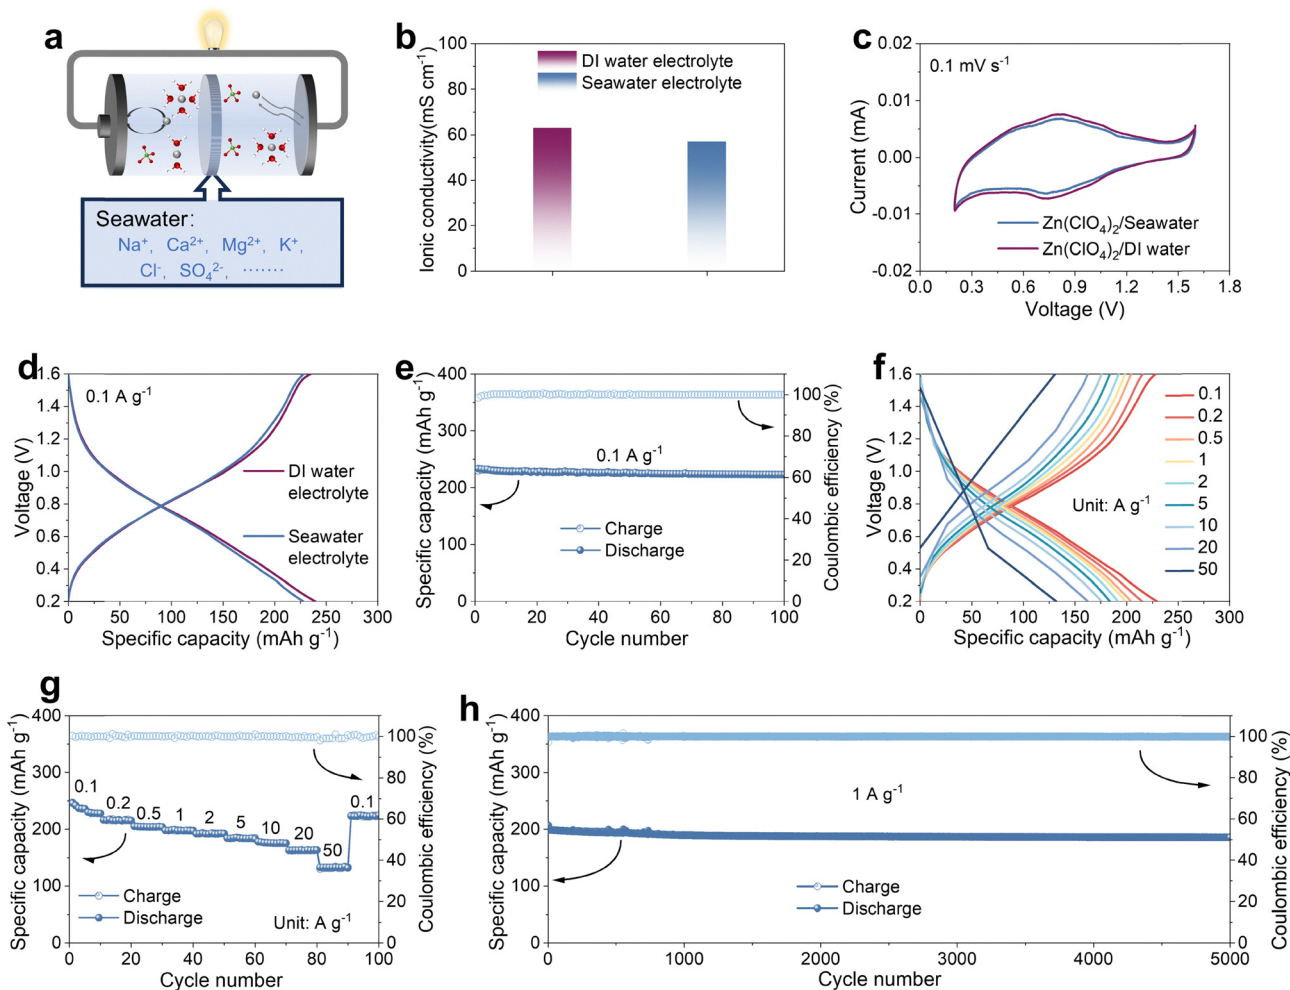 a
Seawater:
Na⁺, Ca²⁺, Mg²⁺, K⁺,
Cl⁻, SO₄²⁻, ·······
b
Ionic conductivity(mS cm⁻¹)
100
80
60
40
20
0
DI water electrolyte
Seawater electrolyte
c
Current (mA)
0.02
0.01
0.00
-0.01
-0.02
0.1 mV s⁻¹
Zn(ClO₄)₂/Seawater
Zn(ClO₄)₂/DI water
0.0 0.3 0.6 0.9 1.2 1.5 1.8
Voltage (V)
d
Voltage (V)
1.6
1.4
1.2
1.0
0.8
0.6
0.4
0.2
0.1 A g⁻¹
DI water
electrolyte
Seawater
electrolyte
0 50 100 150 200 250 300
Specific capacity (mAh g⁻¹)
e
Specific capacity (mAh g⁻¹)
400
300
200
100
0
0.1 A g⁻¹
Charge
Discharge
100
80
60
40
20
0
Coulombic efficiency (%)
0 20 40 60 80 100
Cycle number
f
Voltage (V)
1.6
1.4
1.2
1.0
0.8
0.6
0.4
0.2
0.1
0.2
0.5
1
2
5
10
20
50
Unit: A g⁻¹
0 50 100 150 200 250 300
Specific capacity (mAh g⁻¹)
g
Specific capacity (mAh g⁻¹)
400
350
300
250
200
150
100
50
0
0.1 0.2 0.5 1 2 5 10 20 50 0.1
Charge
Discharge
Unit: A g⁻¹
100
80
60
40
20
0
Coulombic efficiency (%)
0 20 40 60 80 100
Cycle number
h
Specific capacity (mAh g⁻¹)
400
350
300
250
200
150
100
50
0
1 A g⁻¹
Charge
Discharge
100
80
60
40
20
0
Coulombic efficiency (%)
0 1000 2000 3000 4000 5000
Cycle number